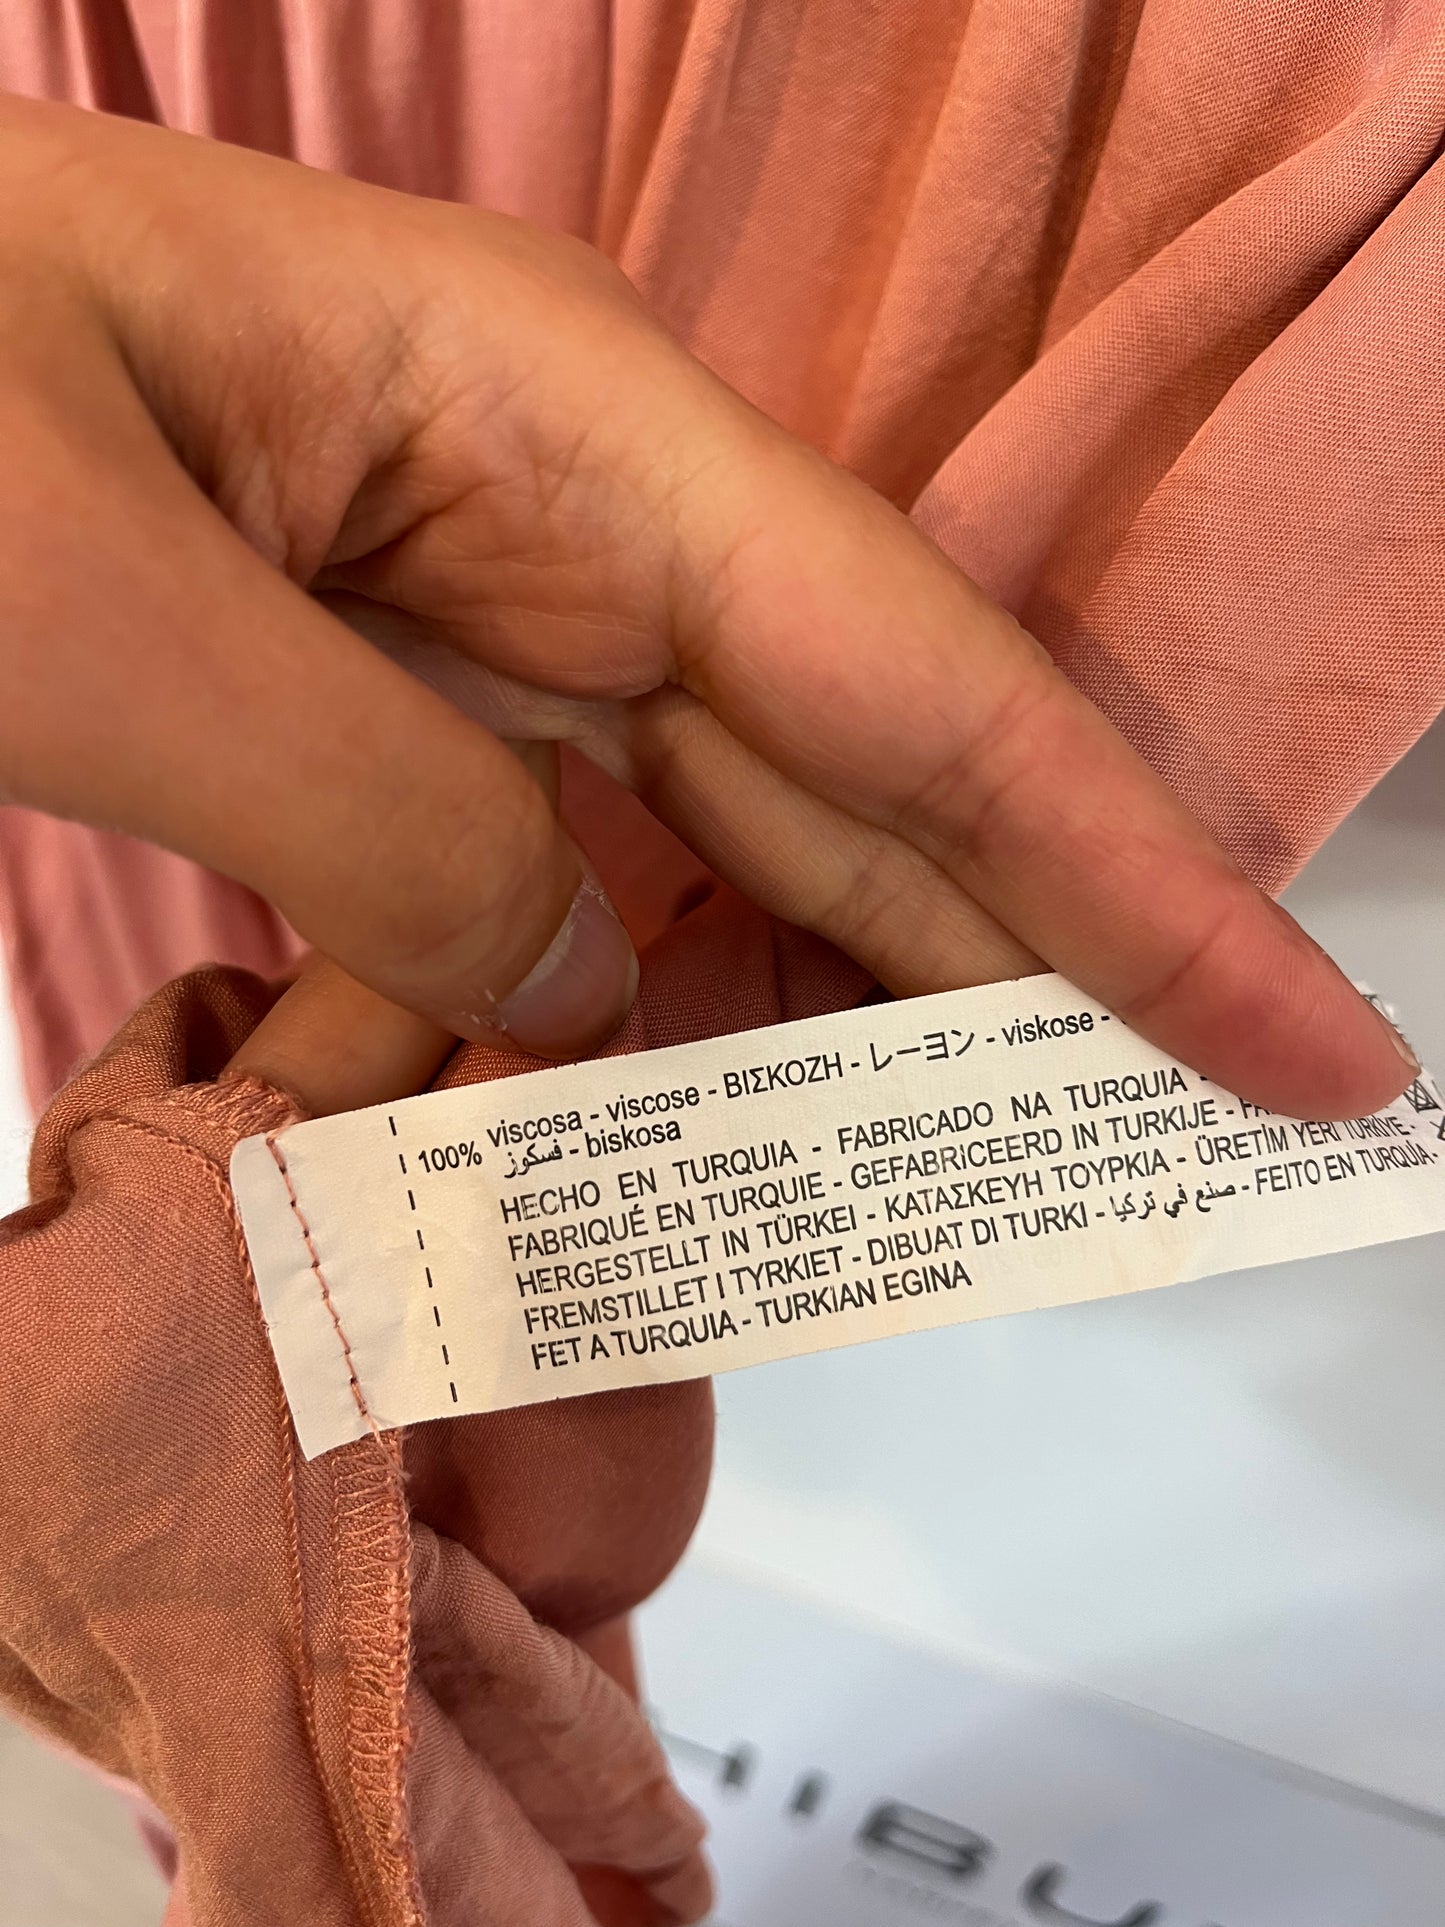 100% viscosa - viscose - ΒΙΣΚΟΖΗ - レーヨン - viskose -
فسكوز - biskosa
HECHO EN TURQUIA - FABRICADO NA TURQUIA -
FABRIQUÉ EN TURQUIE - GEFABRICEERD IN TURKIJE -
HERGESTELLT IN TÜRKEI - ΚΑΤΑΣΚΕΥΗ ΤΟΥΡΚΙΑ - ÜRETİM YERİ TÜRKİYE -
FREMSTILLET I TYRKIET - DIBUAT DI TURKI - صنع في تركيا - FEITO EN TURQUÍA -
FET A TURQUIA - TURKIAN EGINA